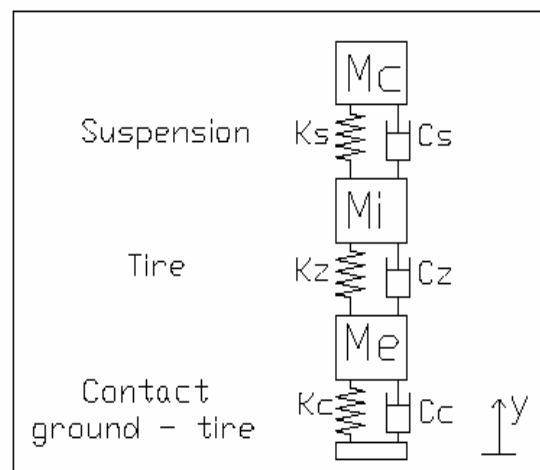 Mc
Suspension Ks Cs
Mi
Tire Kz Cz
Me
Contact
ground - tire
Kc Cc y